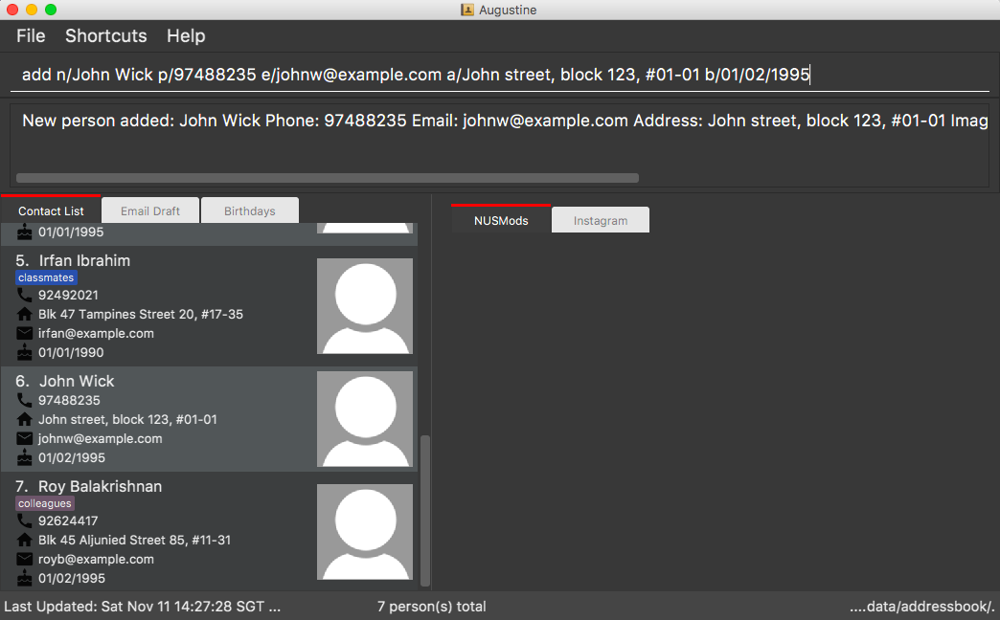 Augustine
File Shortcuts Help
add n/John Wick p/97488235 e/johnw@example.com a/John street, block 123, #01-01 b/01/02/1995
New person added: John Wick Phone: 97488235 Email: johnw@example.com Address: John street, block 123, #01-01 Imag
Contact List Email Draft Birthdays
NUSMods Instagram
01/01/1995
5. Irfan Ibrahim
classmates
92492021
Blk 47 Tampines Street 20, #17-35
irfan@example.com
01/01/1990
6. John Wick
97488235
John street, block 123, #01-01
johnw@example.com
01/02/1995
7. Roy Balakrishnan
colleagues
92624417
Blk 45 Aljunied Street 85, #11-31
royb@example.com
01/02/1995
Last Updated: Sat Nov 11 14:27:28 SGT ... 7 person(s) total ....data/addressbook/.